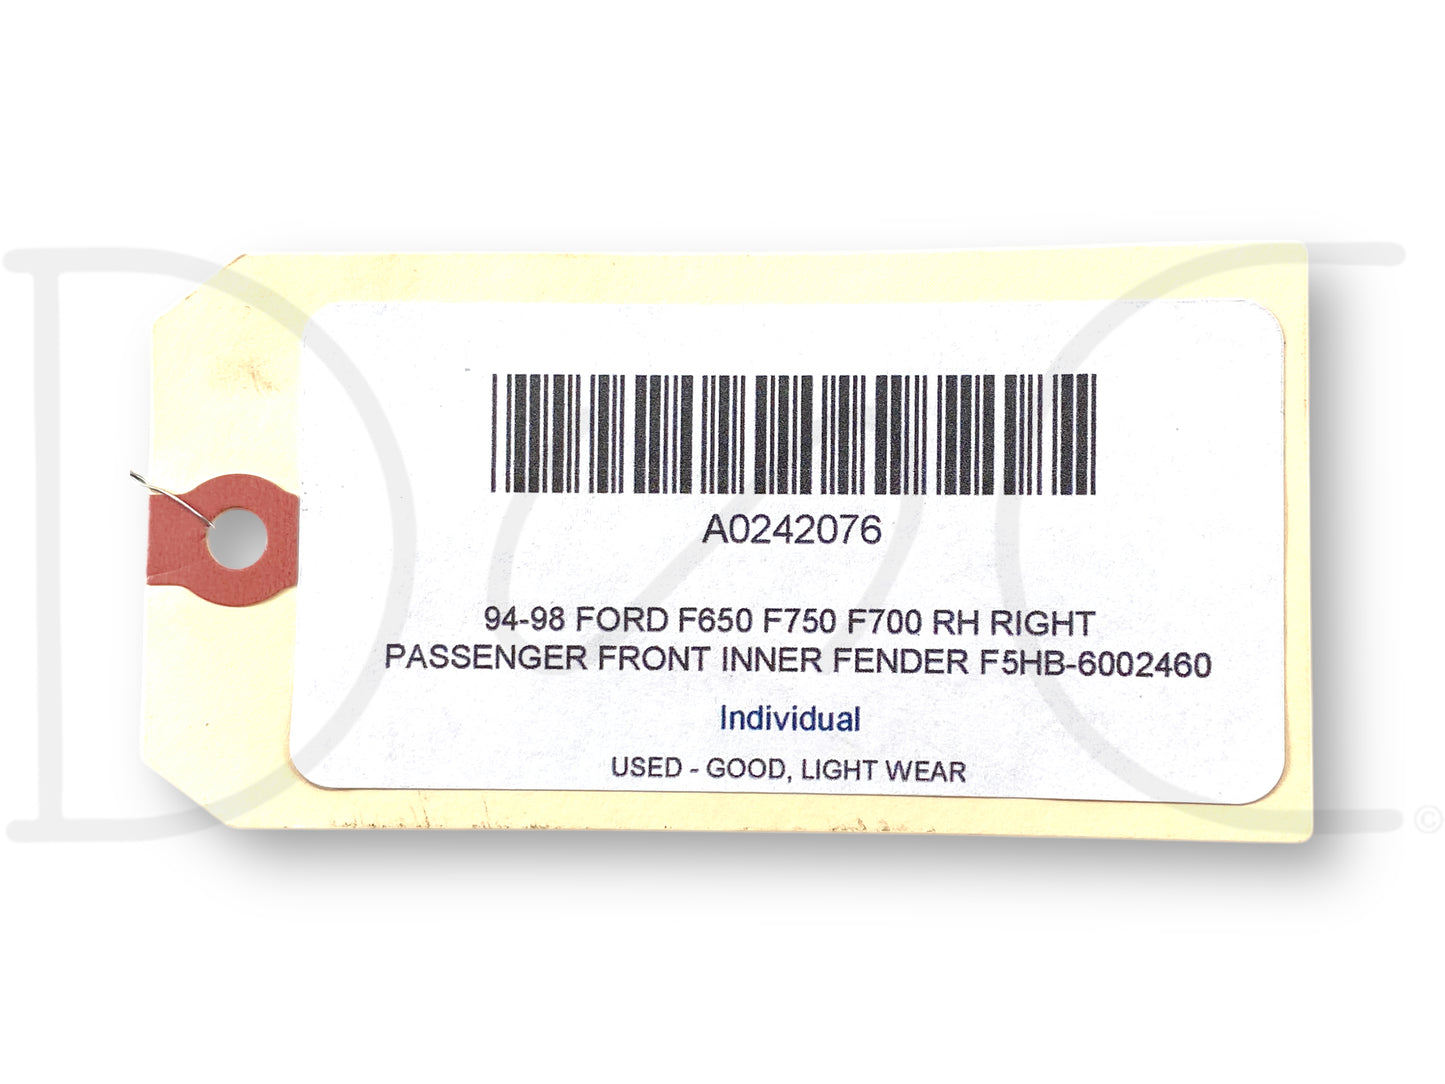 A0242076
94-98 FORD F650 F750 F700 RH RIGHT
PASSENGER FRONT INNER FENDER F5HB-6002460
Individual
USED - GOOD, LIGHT WEAR
DZC
©